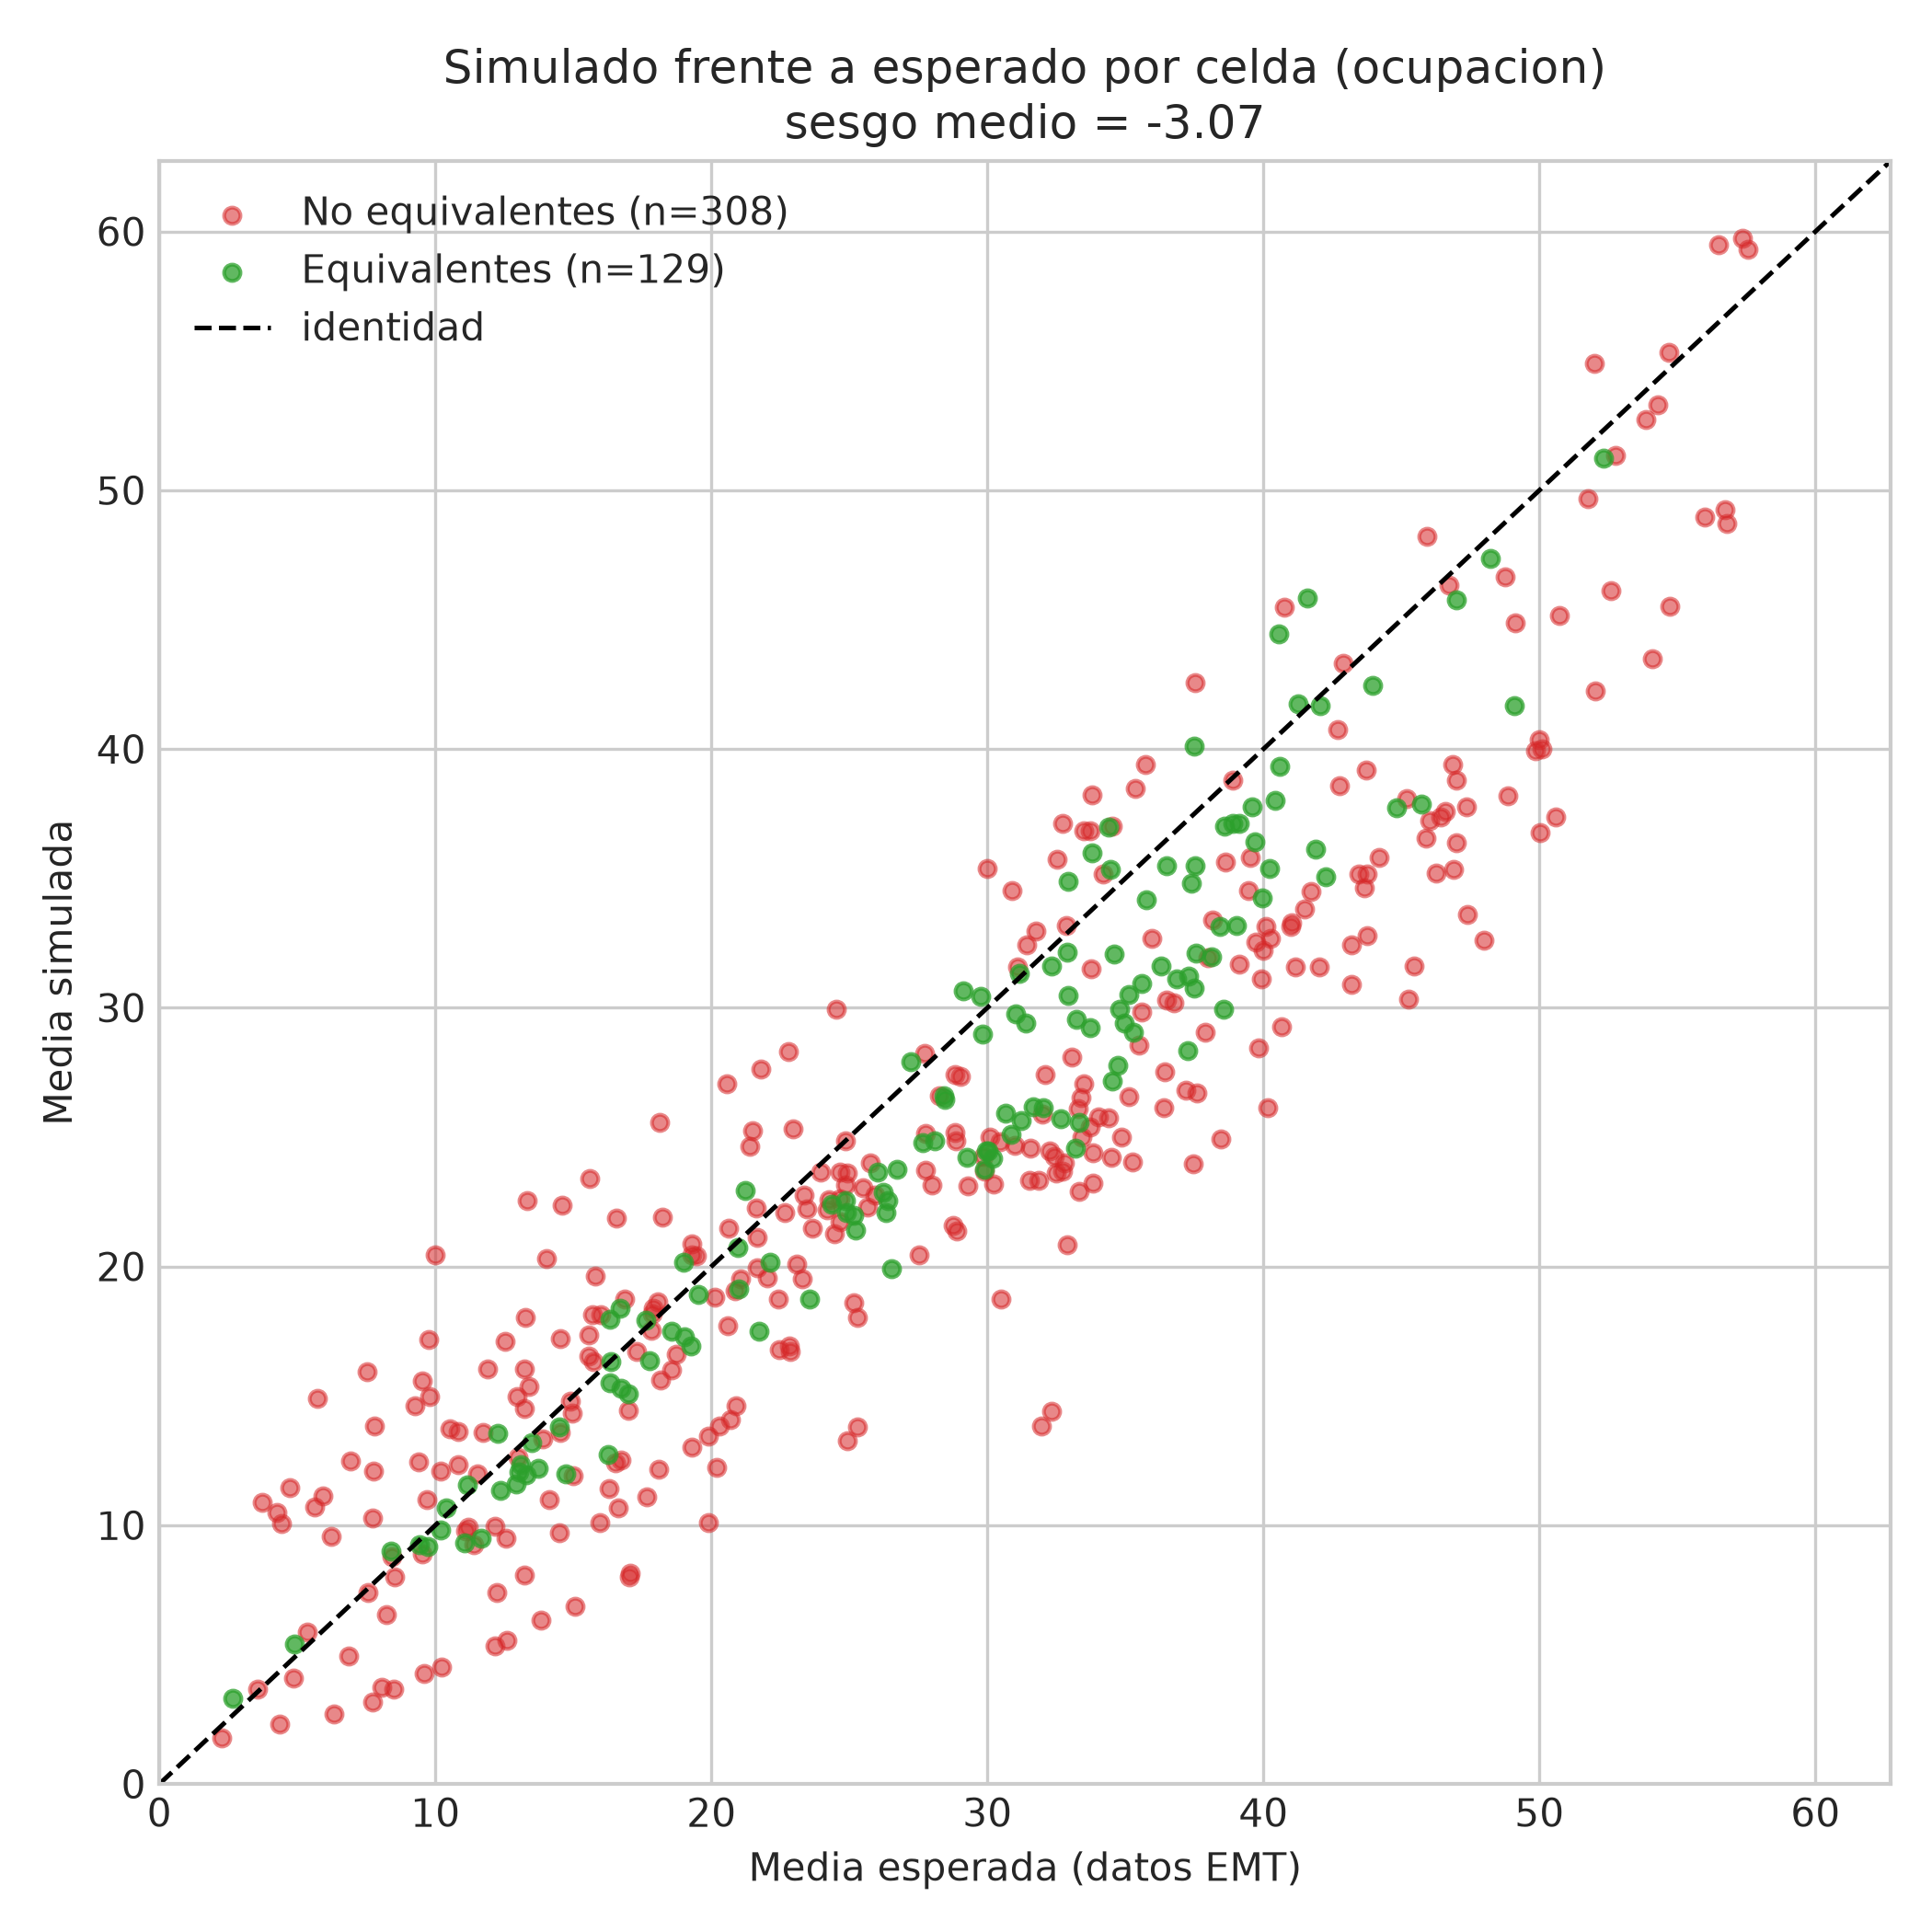 Simulado frente a esperado por celda (ocupacion)
sesgo medio = -3.07
No equivalentes (n=308)
Equivalentes (n=129)
identidad
60
50
40
30
20
10
0
Media simulada
0 10 20 30 40 50 60
Media esperada (datos EMT)